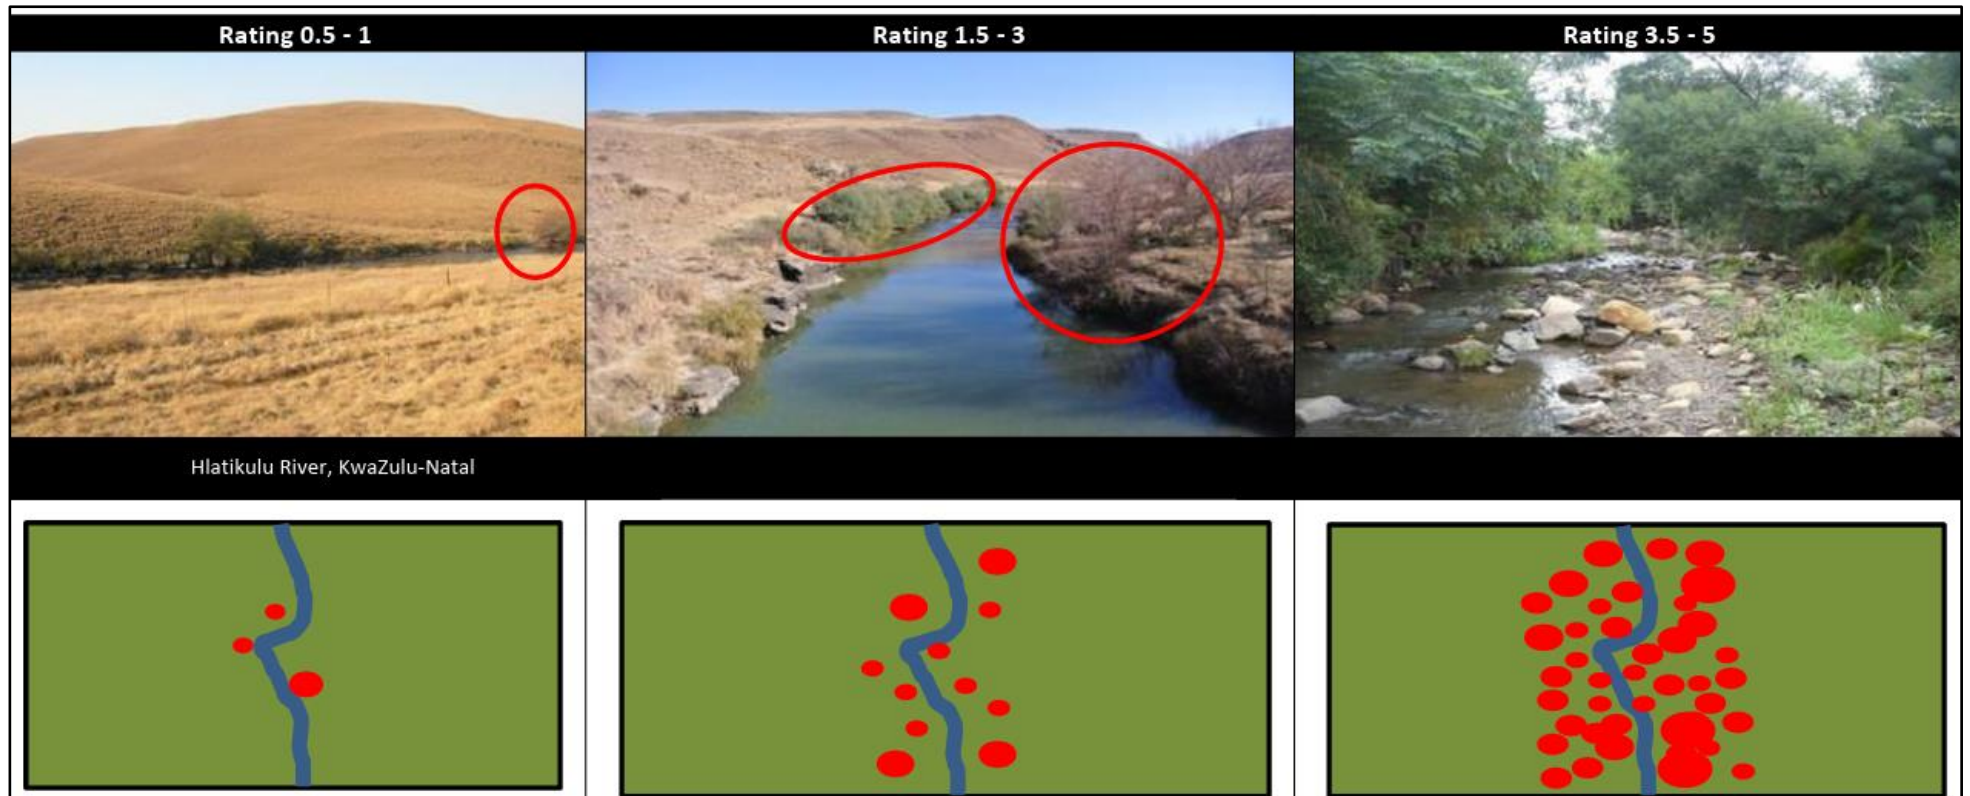 Rating 0.5 - 1
Rating 1.5 - 3
Rating 3.5 - 5
Hlatikulu River, KwaZulu-Natal